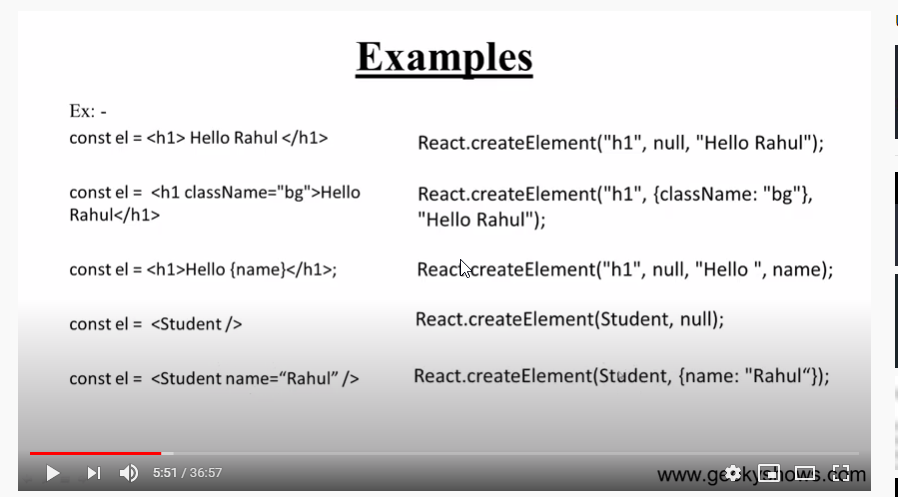 Examples
Ex: -
const el = <h1> Hello Rahul </h1>
React.createElement("h1", null, "Hello Rahul");
const el =  <h1 className="bg">Hello
Rahul</h1>
React.createElement("h1", {className: "bg"},
"Hello Rahul");
const el = <h1>Hello {name}</h1>;
React.createElement("h1", null, "Hello ", name);
const el =  <Student />
React.createElement(Student, null);
const el =  <Student name=“Rahul” />
React.createElement(Student, {name: "Rahul“});
5:51 / 36:57
www.geekyshows.com